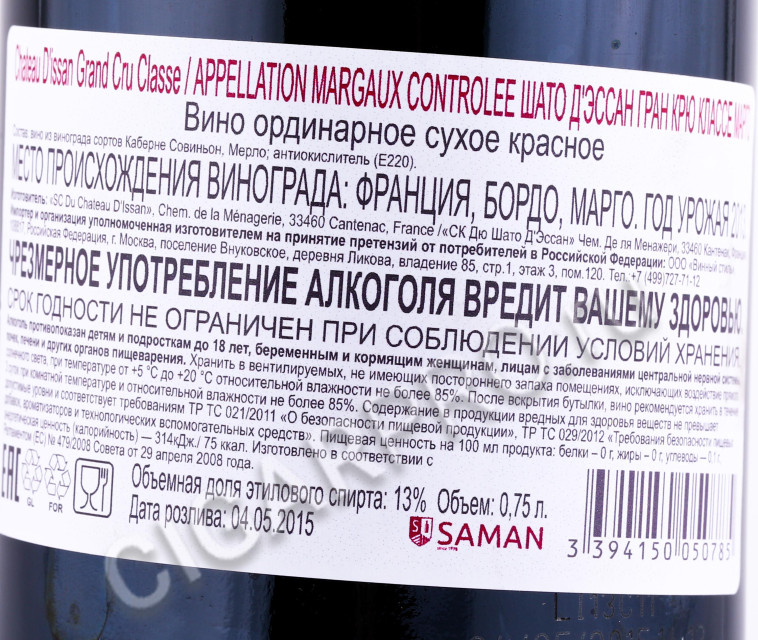 Chateau D'Issan Grand Cru Classe / APPELLATION MARGAUX CONTROLEE ШАТО Д'ЭССАН ГРАН КРЮ КЛАССЕ МАРГО
Вино ординарное сухое красное
Состав: вино из винограда сортов Каберне Совиньон, Мерло; антиокислитель (Е220).
МЕСТО ПРОИСХОЖДЕНИЯ ВИНОГРАДА: ФРАНЦИЯ, БОРДО, МАРГО. ГОД УРОЖАЯ
Изготовитель: «SC Du Chateau D'Issan», Chem. de la Ménagerie, 33460 Cantenac, France / «СК Дю Шато Д'Эссан» Чем. Де ля Менажери, 33460 Кантенак,
Импортер и организация уполномоченная изготовителем на принятие претензий от потребителей в Российской Федерации: ООО «Винный стиль»
Российская Федерация, г. Москва, поселение Внуковское, деревня Ликова, владение 85, стр.1, этаж 3, пом.120. Тел.:+7 (499)727-71-12
ЧРЕЗМЕРНОЕ УПОТРЕБЛЕНИЕ АЛКОГОЛЯ ВРЕДИТ ВАШЕМУ ЗДОРОВЬЮ.
СРОК ГОДНОСТИ НЕ ОГРАНИЧЕН ПРИ СОБЛЮДЕНИИ УСЛОВИЙ ХРАНЕНИЯ,
Алкоголь противопоказан детям и подросткам до 18 лет, беременным и кормящим женщинам, лицам с заболеваниями центральной нервной системы,
почек, печени и других органов пищеварения. Хранить в вентилируемых, не имеющих постороннего запаха помещениях, исключающих воздействие прямого
солнечного света, при температуре от +5 °С до +20 °С относительной влажности не более 85%. После вскрытия бутылки, вино рекомендуется хранить в течение
при комнатной температуре и относительной влажности не более 85%. Содержание в продукции вредных для здоровья веществ не превышает
допустимые уровни и соответствует требованиям ТР ТС 021/2011 «О безопасности пищевой продукции», ТР ТС 029/2012 «Требования безопасности пищевых
добавок, ароматизаторов и технологических вспомогательных средств». Пищевая ценность на 100 мл продукта: белки – 0 г, жиры – 0 г, углеводы – 0.1 г.
ценность (калорийность) — 314кДж./ 75 ккал. Изготовлено в соответствии с
(ЕС) № 479/2008 Совета от 29 апреля 2008 года.
EAC GL FOR
Объемная доля этилового спирта: 13% Объем: 0,75 л.
Дата розлива: 04.05.2015
SAMAN
since 1998
3 394150 050785
CIGARPRO.RU